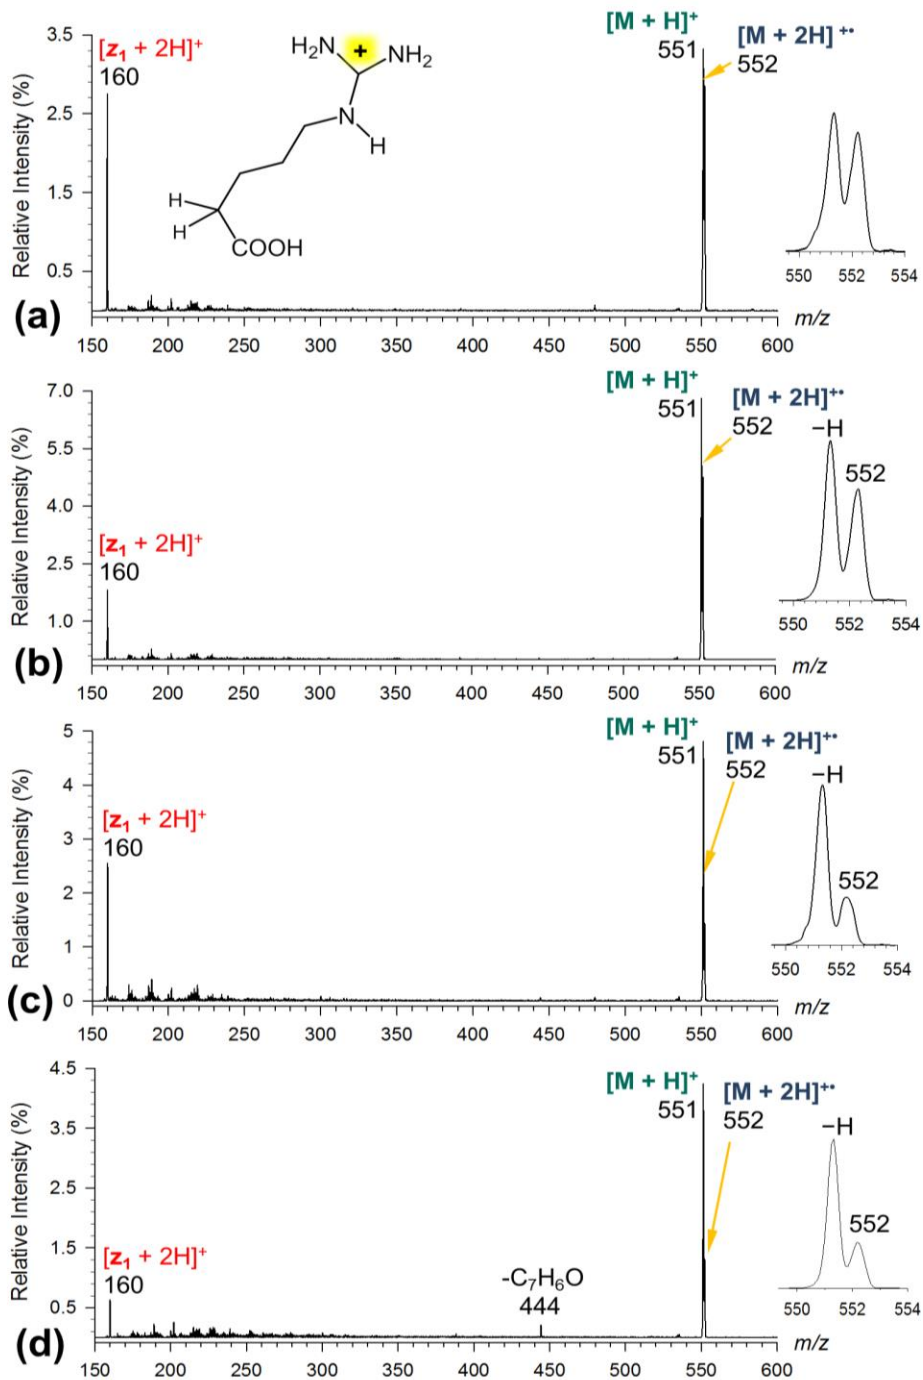 [M + H]⁺
[z₁ + 2H]⁺
160
H₂N
+
NH₂
N
H
H
H
COOH
551
[M + 2H]⁺•
552
3.5
2.5
1.5
0.5
Relative Intensity (%)
550 552 554
(a)
150 200 250 300 350 400 450 500 550 600
m/z
[M + H]⁺
551
[M + 2H]⁺•
552
–H
552
7.0
5.5
4.0
2.5
1.0
Relative Intensity (%)
[z₁ + 2H]⁺
160
550 552 554
(b)
150 200 250 300 350 400 450 500 550 600
m/z
[M + H]⁺
551
[M + 2H]⁺•
552
–H
552
5
4
3
2
1
0
Relative Intensity (%)
[z₁ + 2H]⁺
160
550 552 554
(c)
150 200 250 300 350 400 450 500 550 600
m/z
[M + H]⁺
551
[M + 2H]⁺•
552
–H
552
4.5
3.5
2.5
1.5
0.5
Relative Intensity (%)
[z₁ + 2H]⁺
160
-C₇H₆O
444
550 552 554
(d)
150 200 250 300 350 400 450 500 550 600
m/z